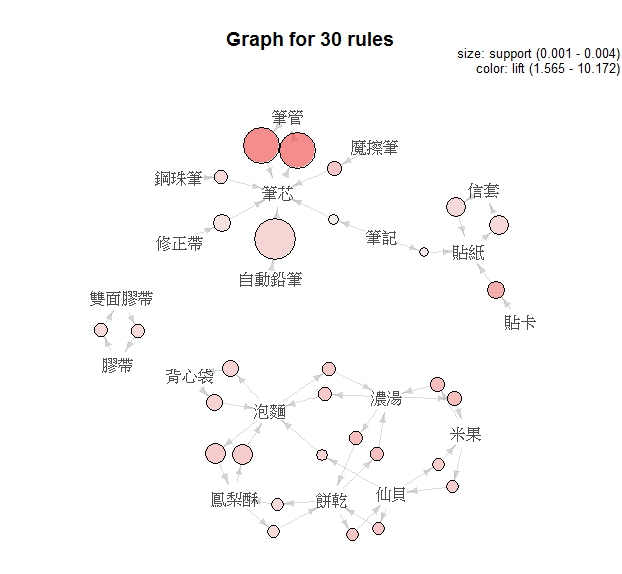 Graph for 30 rules
size: support (0.001 - 0.004)
color: lift (1.565 - 10.172)
筆管
魔擦筆
鋼珠筆
筆芯
信套
修正帶
筆記
貼紙
自動鉛筆
雙面膠帶
貼卡
膠帶
背心袋
泡麵
濃湯
米果
鳳梨酥
餅乾
仙貝